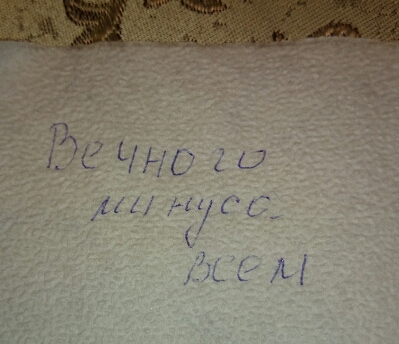 Вечного
минуса
всем